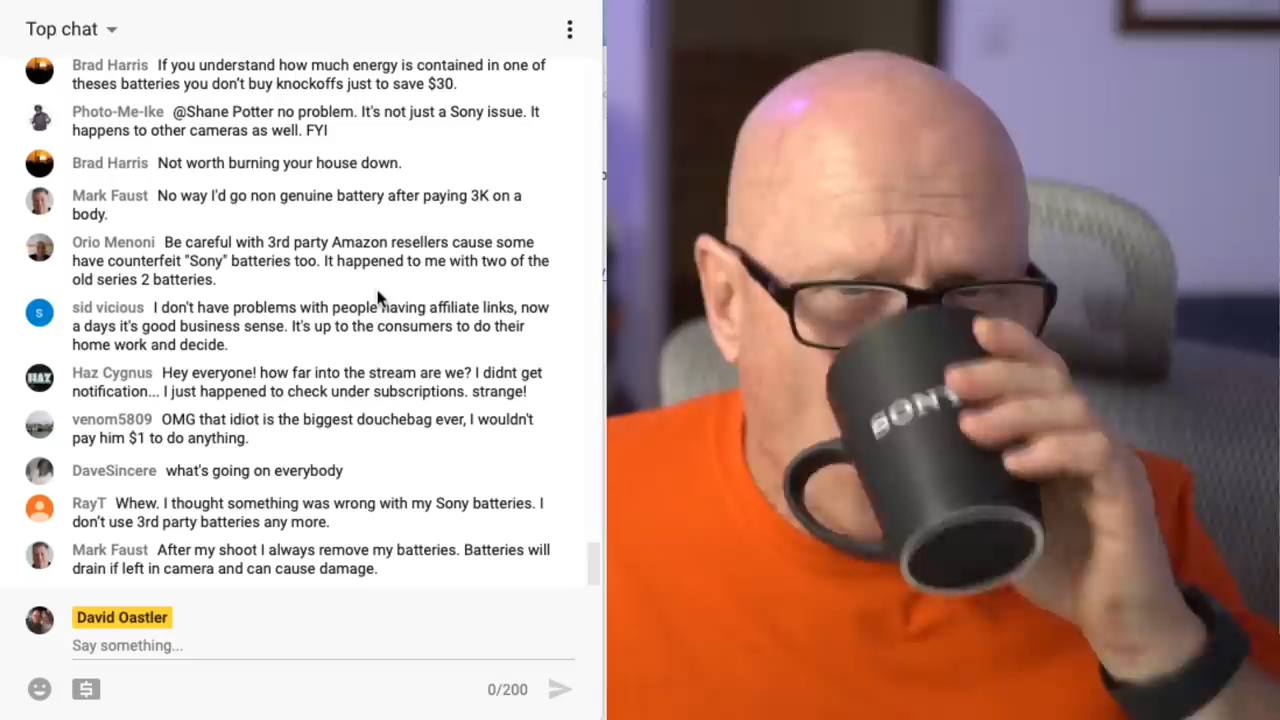 Top chat
Brad Harris If you understand how much energy is contained in one of
theses batteries you don't buy knockoffs just to save $30.
Photo-Me-Ike @Shane Potter no problem. It's not just a Sony issue. It
happens to other cameras as well. FYI
Brad Harris Not worth burning your house down.
Mark Faust No way I'd go non genuine battery after paying 3K on a
body.
Orio Menoni Be careful with 3rd party Amazon resellers cause some
have counterfeit "Sony" batteries too. It happened to me with two of the
old series 2 batteries.
S
sid vicious I don't have problems with people having affiliate links, now
a days it's good business sense. It's up to the consumers to do their
home work and decide.
HAZ
Haz Cygnus Hey everyone! how far into the stream are we? I didnt get
notification... I just happened to check under subscriptions. strange!
venom5809 OMG that idiot is the biggest douchebag ever, I wouldn't
pay him $1 to do anything.
DaveSincere what's going on everybody
RayT Whew. I thought something was wrong with my Sony batteries. I
don't use 3rd party batteries any more.
Mark Faust After my shoot I always remove my batteries. Batteries will
drain if left in camera and can cause damage.
David Oastler
Say something...
$
0/200
SONY